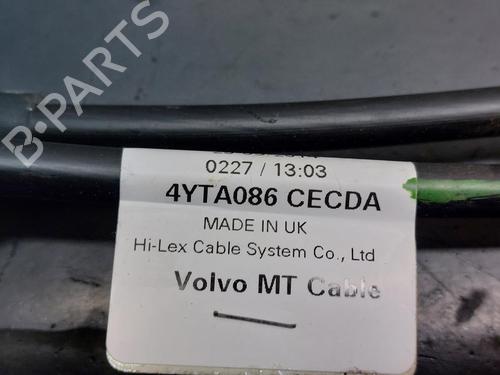 0227 / 13:03
4YTA086 CECDA
MADE IN UK
Hi-Lex Cable System Co., Ltd
Volvo MT Cable
B-PARTS